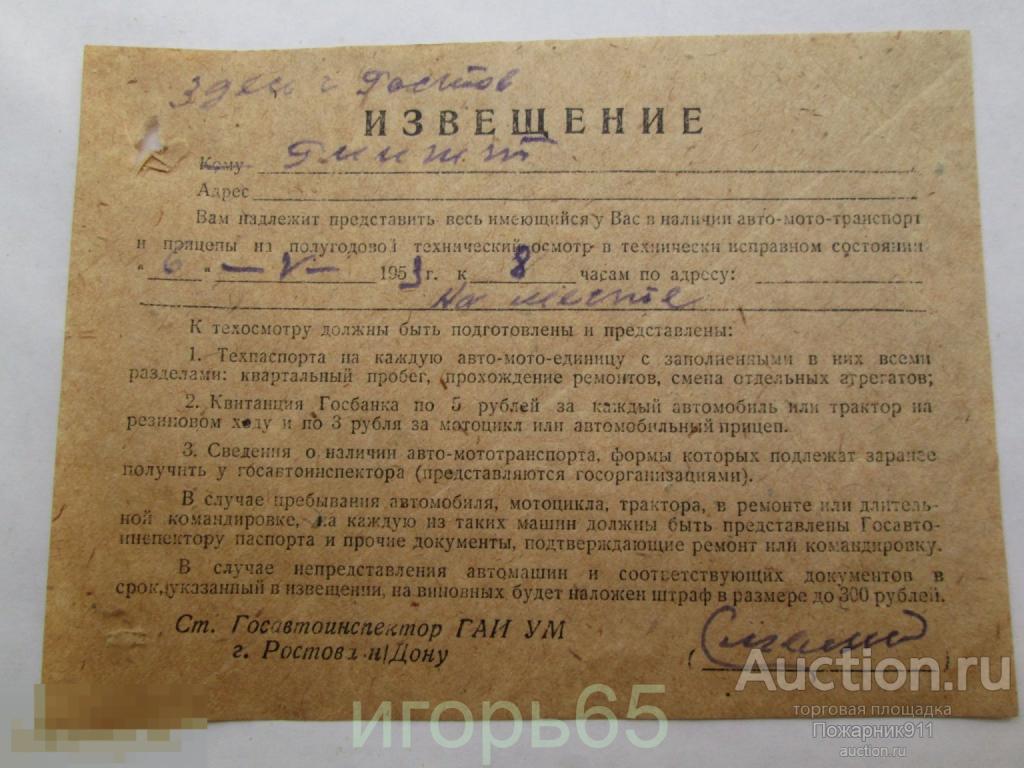 ИЗВЕЩЕНИЕ
Кому
Адрес
Вам надлежит представить весь имеющийся у Вас в наличии авто-мото-транспорт
и прицепы на полугодовой технический осмотр в технически исправном состоянии
"6" — V — 1953 г. к 8 часам по адресу:
На месте
К техосмотру должны быть подготовлены и представлены:
1. Техпаспорта на каждую авто-мото-единицу с заполненными в них всеми
разделами: квартальный пробег, прохождение ремонтов, смена отдельных агрегатов;
2. Квитанция Госбанка по 5 рублей за каждый автомобиль или трактор на
резиновом ходу и по 3 рубля за мотоцикл или автомобильный прицеп.
3. Сведения о наличии авто-мототранспорта, формы которых подлежат заранее
получить у госавтоинспектора (представляются госорганизациями).
В случае пребывания автомобиля, мотоцикла, трактора, в ремонте или длитель-
ной командировке, на каждую из таких машин должны быть представлены Госавто-
инспектору паспорта и прочие документы, подтверждающие ремонт или командировку.
В случае непредставления автомашин и соответствующих документов в
срок, указанный в извещении, на виновных будет наложен штраф в размере до 300 рублей.
Ст. Госавтоинспектор ГАИ УМ
г. Ростова н/Дону
Auction.ru
торговая площадка
Пожарник911
auction.ru
игорь65